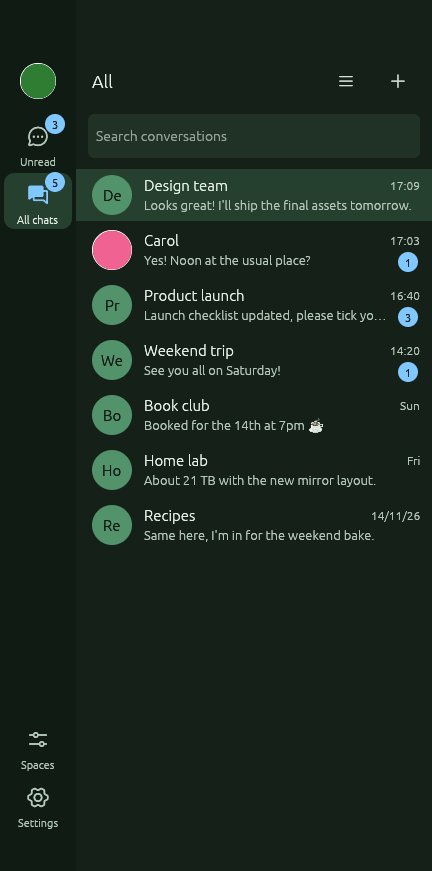 All
3
Unread
5
All chats
Search conversations
De
Design team
17:09
Looks great! I'll ship the final assets tomorrow.
Carol
17:03
Yes! Noon at the usual place?
1
Pr
Product launch
16:40
Launch checklist updated, please tick yo…
3
We
Weekend trip
14:20
See you all on Saturday!
1
Bo
Book club
Sun
Booked for the 14th at 7pm ☕
Ho
Home lab
Fri
About 21 TB with the new mirror layout.
Re
Recipes
14/11/26
Same here, I'm in for the weekend bake.
Spaces
Settings